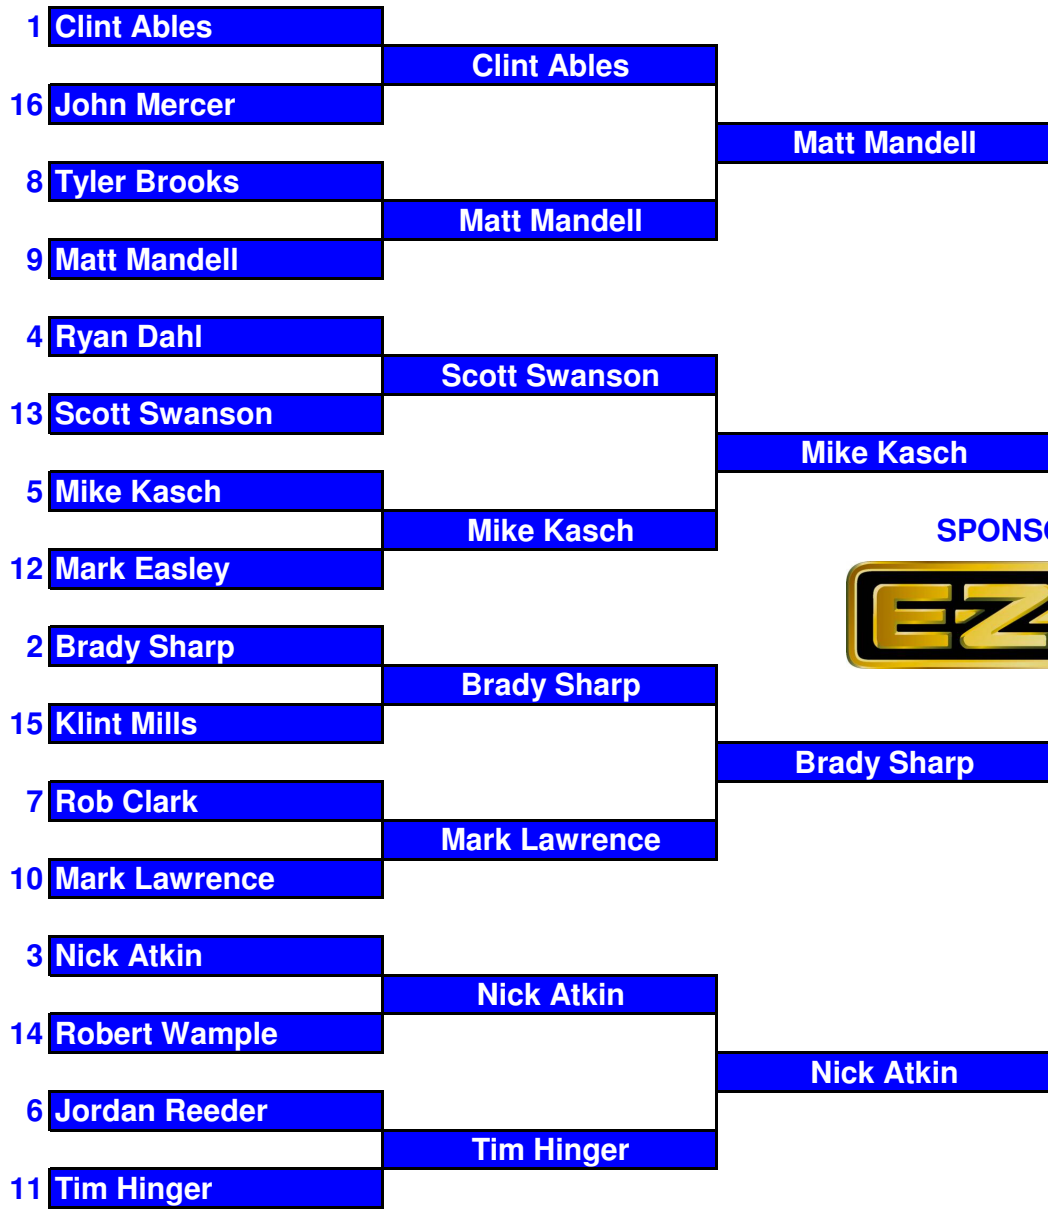 1 Clint Ables
Clint Ables
16 John Mercer
Matt Mandell
8 Tyler Brooks
Matt Mandell
9 Matt Mandell
4 Ryan Dahl
Scott Swanson
13 Scott Swanson
Mike Kasch
5 Mike Kasch
Mike Kasch
SPONSO
12 Mark Easley
EZ
2 Brady Sharp
Brady Sharp
15 Klint Mills
Brady Sharp
7 Rob Clark
Mark Lawrence
10 Mark Lawrence
3 Nick Atkin
Nick Atkin
14 Robert Wample
Nick Atkin
6 Jordan Reeder
Tim Hinger
11 Tim Hinger